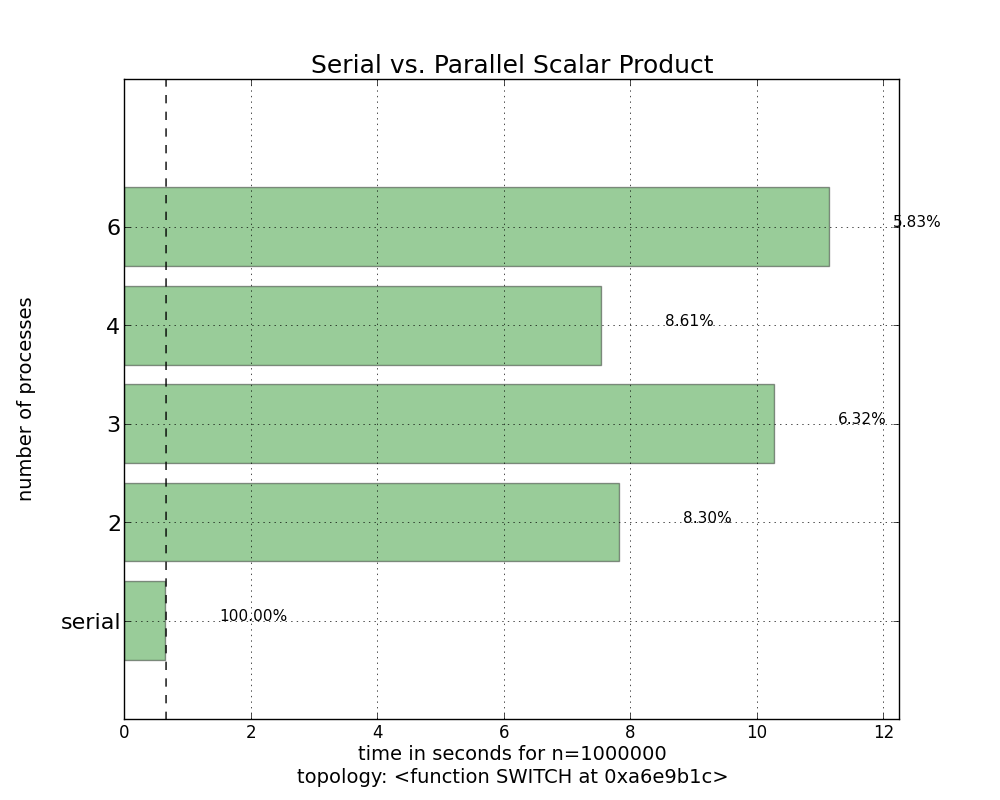 Serial vs. Parallel Scalar Product
6
5.83%
4
8.61%
3
6.32%
2
8.30%
serial
100.00%
number of processes
0 2 4 6 8 10 12
time in seconds for n=1000000
topology: <function SWITCH at 0xa6e9b1c>